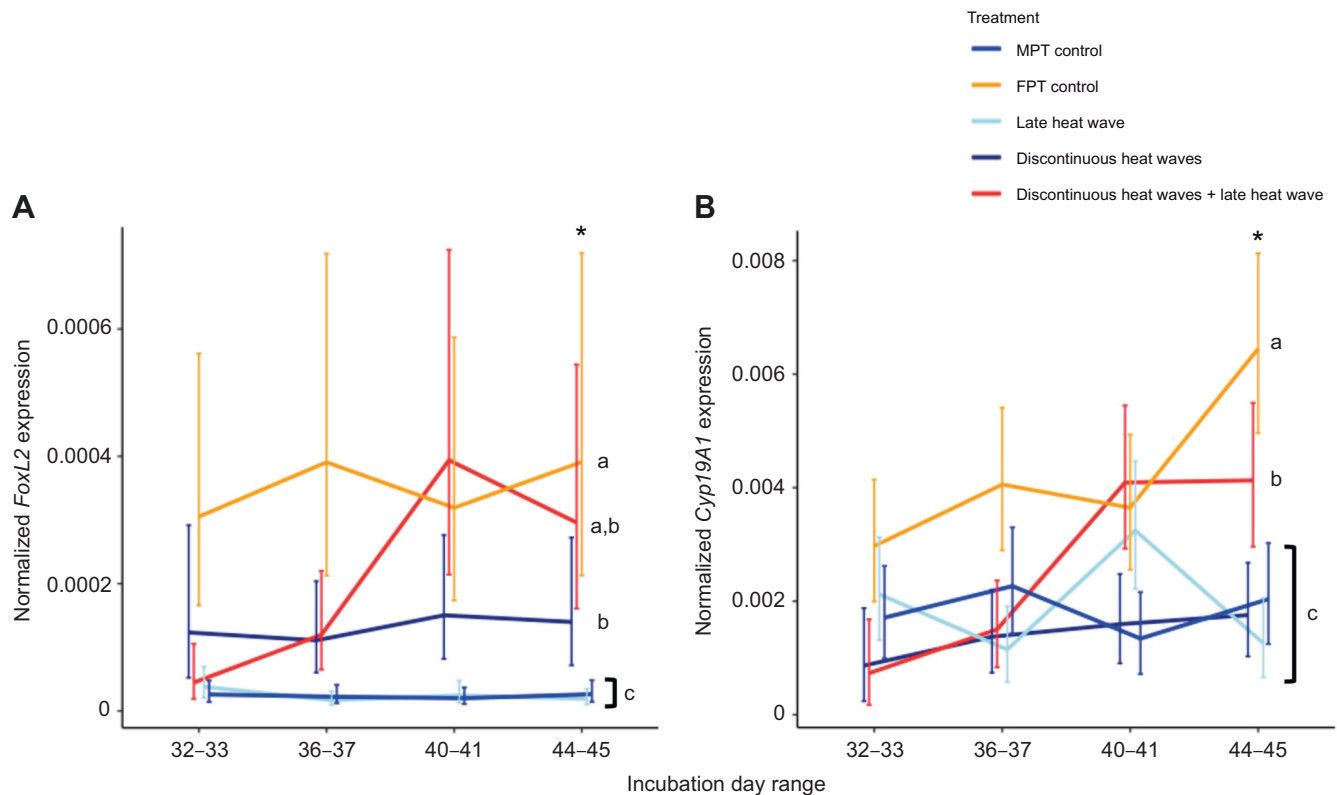 Treatment
MPT control
FPT control
Late heat wave
Discontinuous heat waves
Discontinuous heat waves + late heat wave
A
*
Normalized FoxL2 expression
0.0006
0.0004
0.0002
0
a
a,b
b
c
32–33
36–37
40–41
44–45
B
*
Normalized Cyp19A1 expression
0.008
0.006
0.004
0.002
0
a
b
c
32–33
36–37
40–41
44–45
Incubation day range